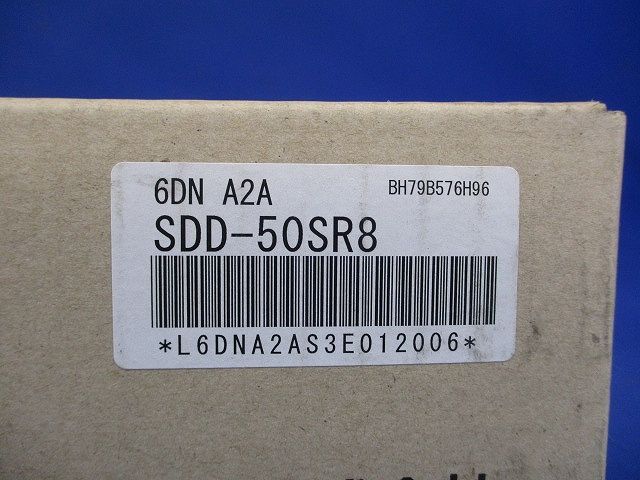 6DN A2A
BH79B576H96
SDD-50SR8
*L6DNA2AS3E012006*